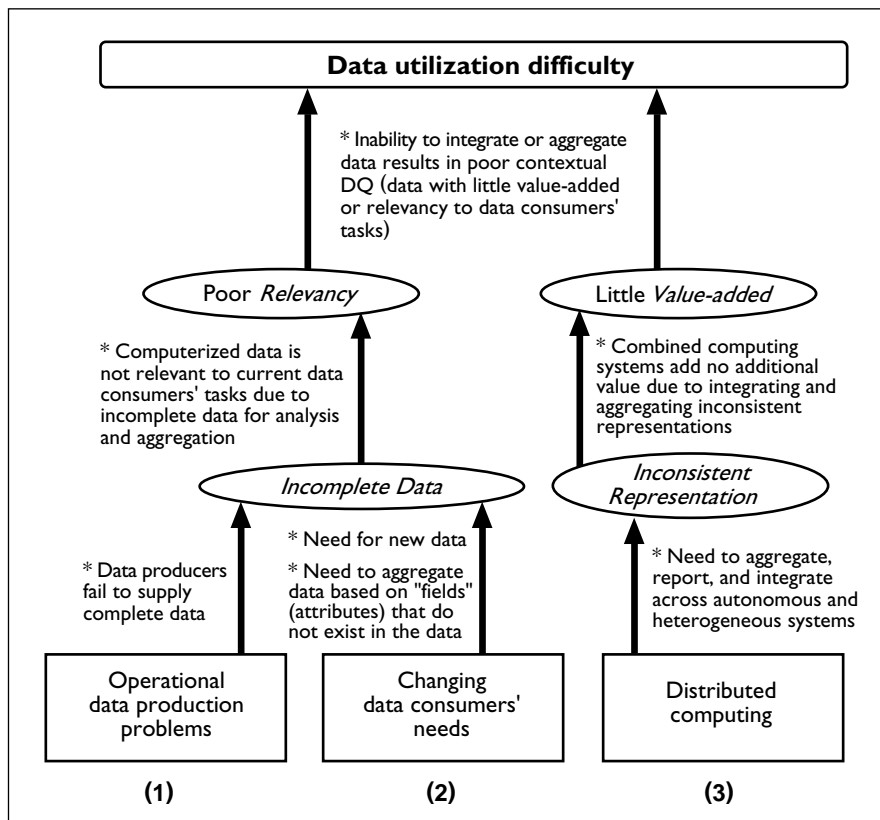 Data utilization difficulty
* Inability to integrate or aggregate
data results in poor contextual
DQ (data with little value-added
or relevancy to data consumers'
tasks)
Poor Relevancy
Little Value-added
* Computerized data is
not relevant to current data
consumers' tasks due to
incomplete data for analysis
and aggregation
* Combined computing
systems add no additional
value due to integrating and
aggregating inconsistent
representations
Incomplete Data
Inconsistent
Representation
* Data producers
fail to supply
complete data
* Need for new data
* Need to aggregate
data based on "fields"
(attributes) that do
not exist in the data
* Need to aggregate,
report, and integrate
across autonomous and
heterogeneous systems
Operational
data production
problems
Changing
data consumers'
needs
Distributed
computing
(1)
(2)
(3)